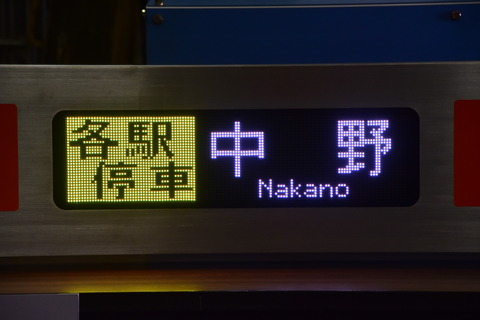 各駅
停車
中野
Nakano